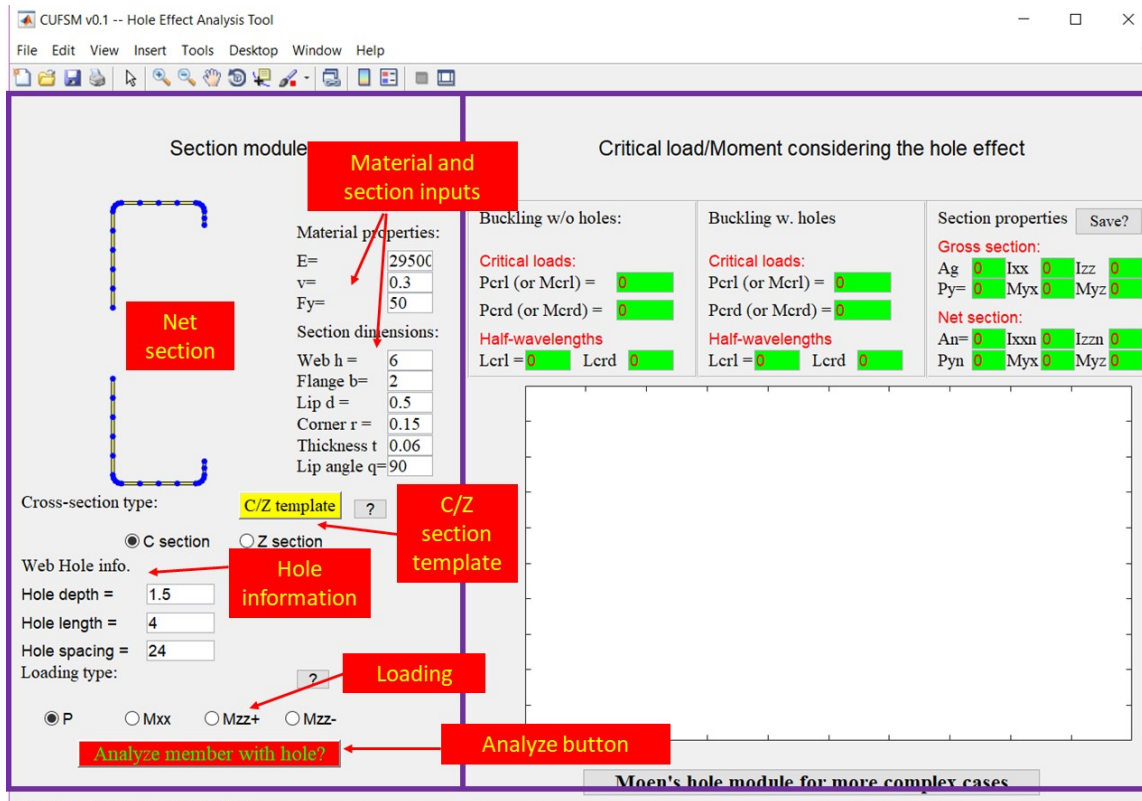 CUFSM v0.1 -- Hole Effect Analysis Tool
File Edit View Insert Tools Desktop Window Help
Section module
Material and
section inputs
Net
section
Material properties:
E= 29500
v= 0.3
Fy= 50
Section dimensions:
Web h = 6
Flange b= 2
Lip d = 0.5
Corner r = 0.15
Thickness t 0.06
Lip angle q= 90
Cross-section type: C/Z template ?
C/Z
section
template
C section Z section
Web Hole info.
Hole
information
Hole depth = 1.5
Hole length = 4
Hole spacing = 24
Loading type: ?
Loading
P Mxx Mzz+ Mzz-
Analyze member with hole?
Analyze button
Critical load/Moment considering the hole effect
Buckling w/o holes:
Critical loads:
Pcrl (or Mcrl) = 0
Pcrd (or Mcrd) = 0
Half-wavelengths
Lcrl = 0 Lcrd 0
Buckling w. holes
Critical loads:
Pcrl (or Mcrl) = 0
Pcrd (or Mcrd) = 0
Half-wavelengths
Lcrl = 0 Lcrd 0
Section properties Save?
Gross section:
Ag 0 Ixx 0 Izz 0
Py= 0 Myx 0 Myz 0
Net section:
An= 0 Ixxn 0 Izzn 0
Pyn 0 Myx 0 Myz 0
Moen's hole module for more complex cases